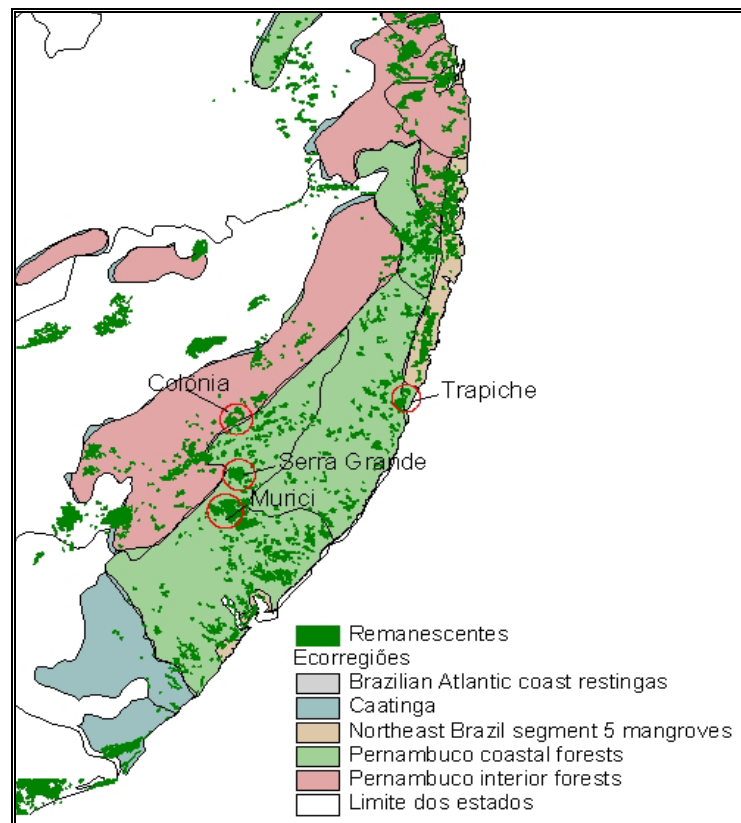 Colônia
Trapiche
Serra Grande
Murici
Remanescentes
Ecorregiões
Brazilian Atlantic coast restingas
Caatinga
Northeast Brazil segment 5 mangroves
Pernambuco coastal forests
Pernambuco interior forests
Limite dos estados